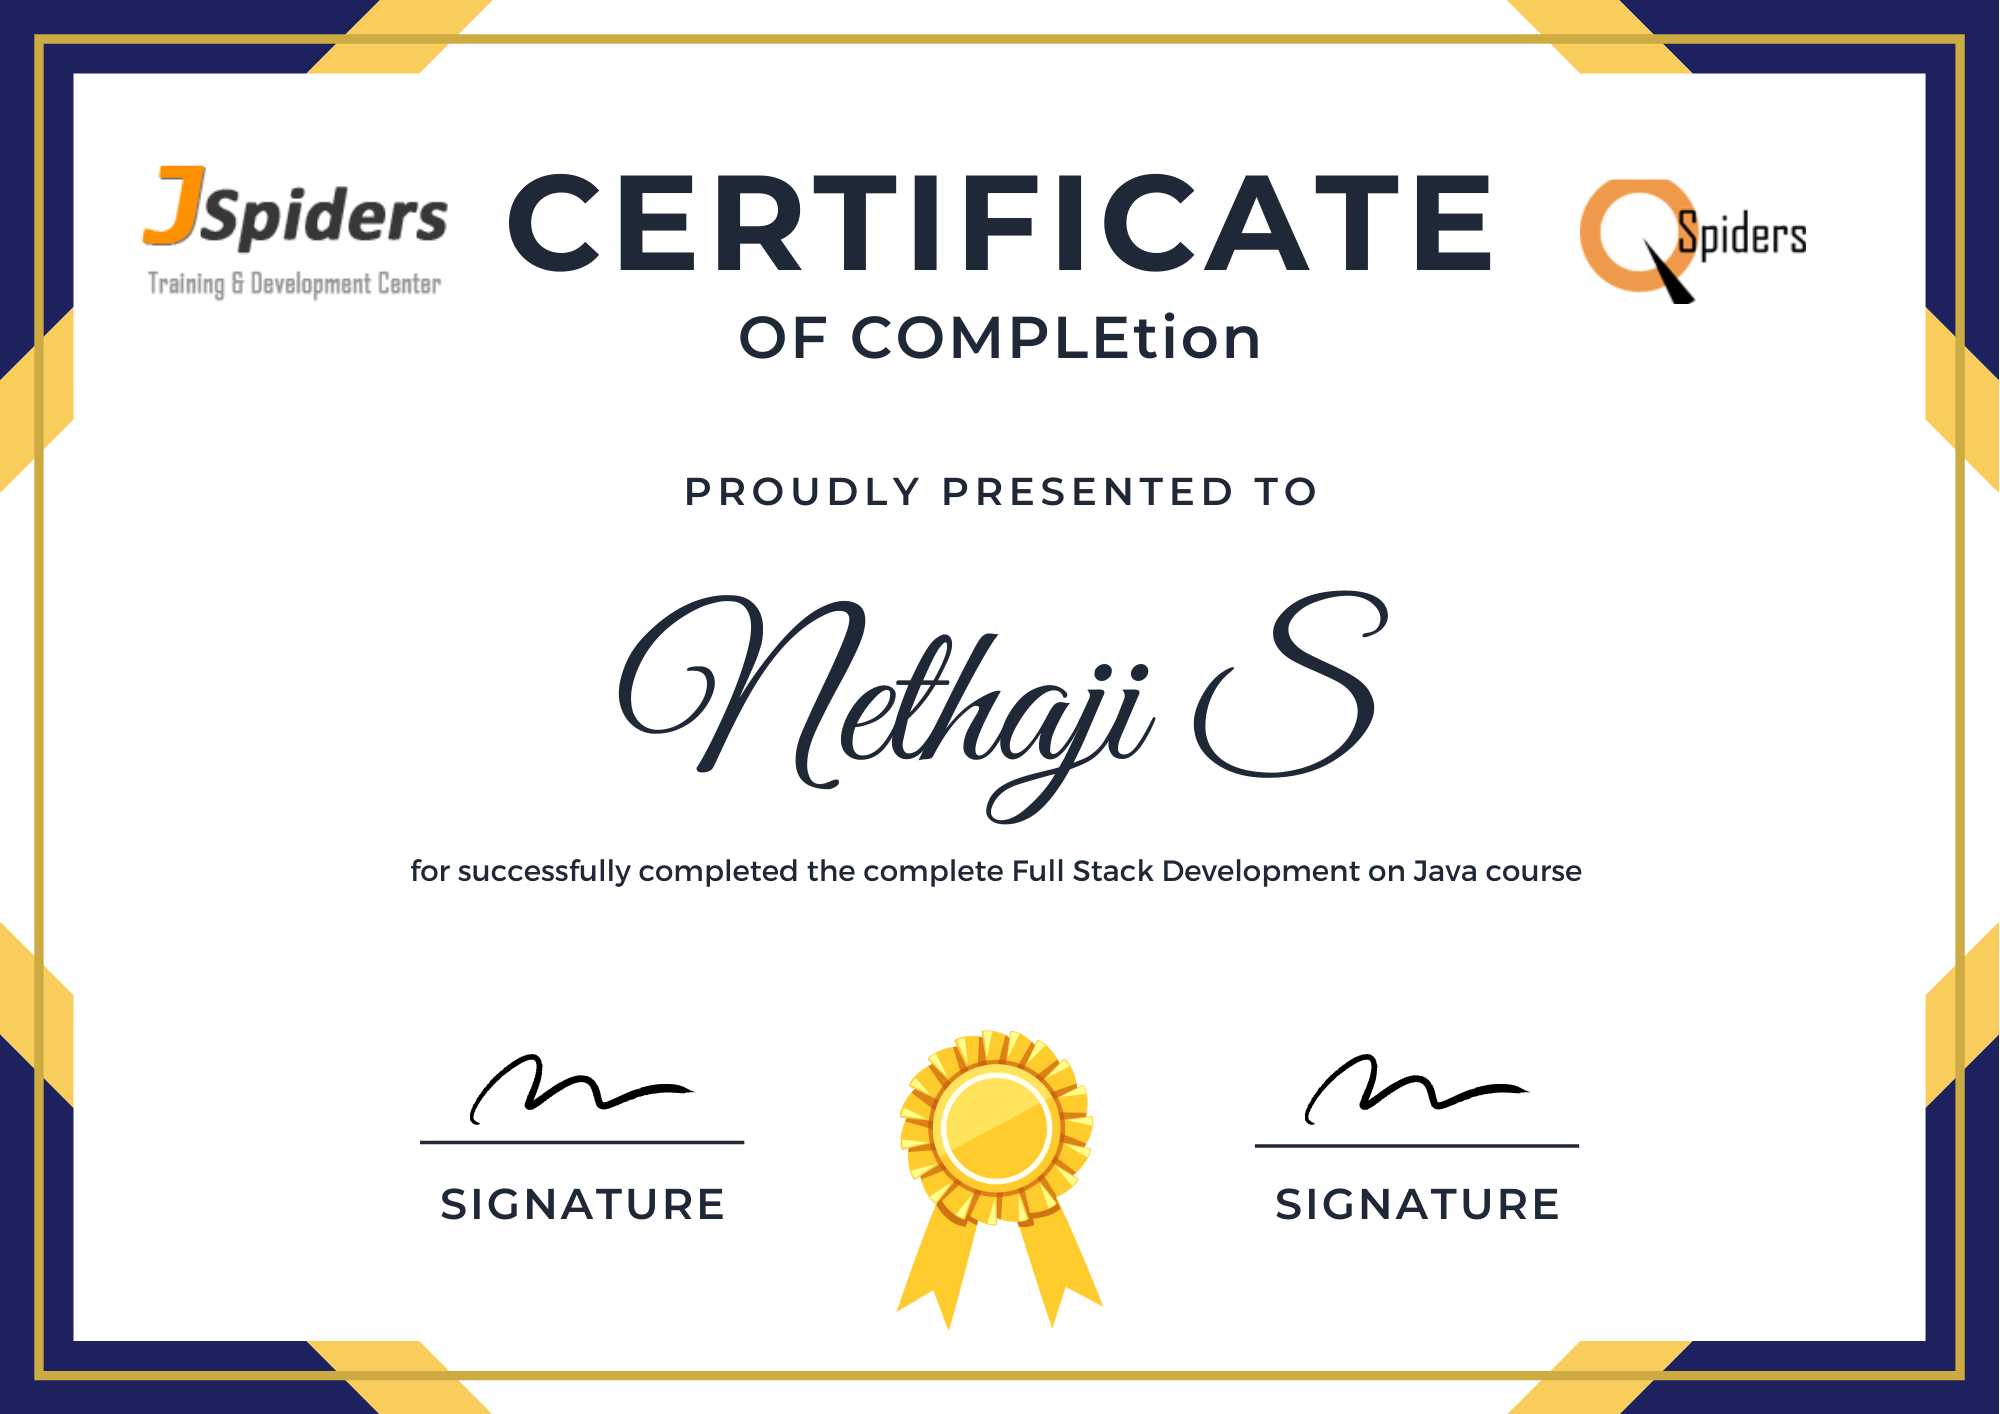 JSpiders
Training & Development Center
CERTIFICATE
QSpiders
OF COMPLEtion
PROUDLY PRESENTED TO
Nethaji S
for successfully completed the complete Full Stack Development on Java course
SIGNATURE
SIGNATURE